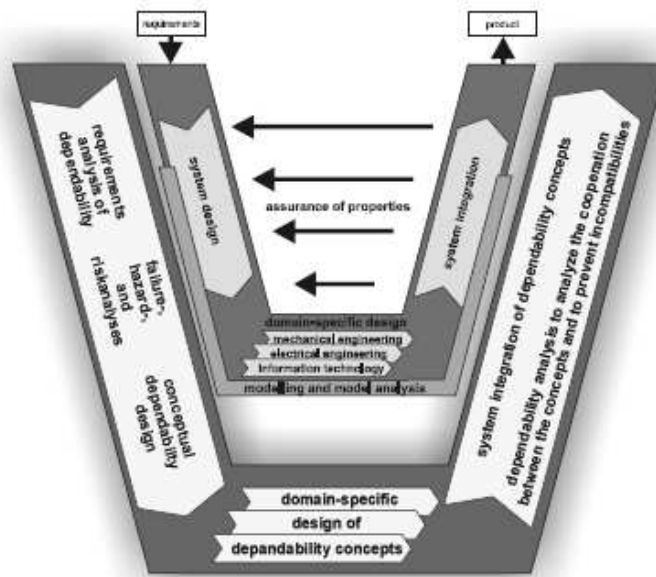 requirements
product
requirements
analysis of
dependability
failure-,
hazard-,
and
riskanalyses
conceptual
dependability
design
system design
assurance of properties
system integration
domain-specific design
mechanical engineering
electrical engineering
Information technology
modelling and model analysis
domain-specific
design of
depandability concepts
system integration of dependability concepts
dependability analysis to analyze the cooperation
between the concepts and to prevent incompatibilities